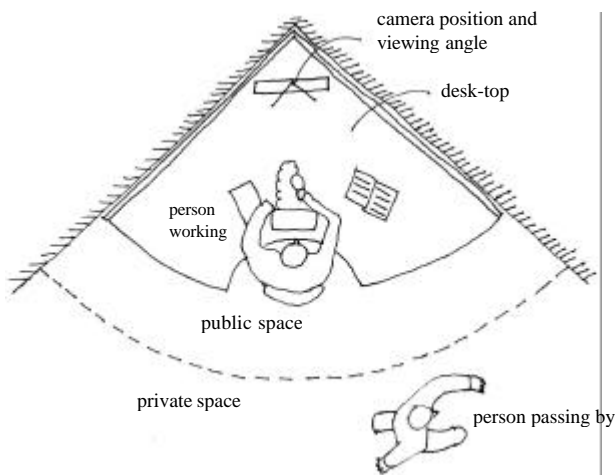 camera position and
viewing angle
desk-top
person
working
public space
private space
person passing by